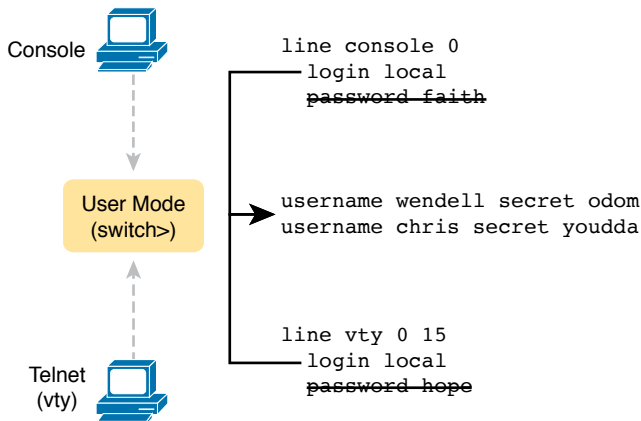 Console
line console 0
login local
password faith
User Mode
(switch>)
username wendell secret odom
username chris secret youdda
line vty 0 15
login local
password hope
Telnet
(vty)